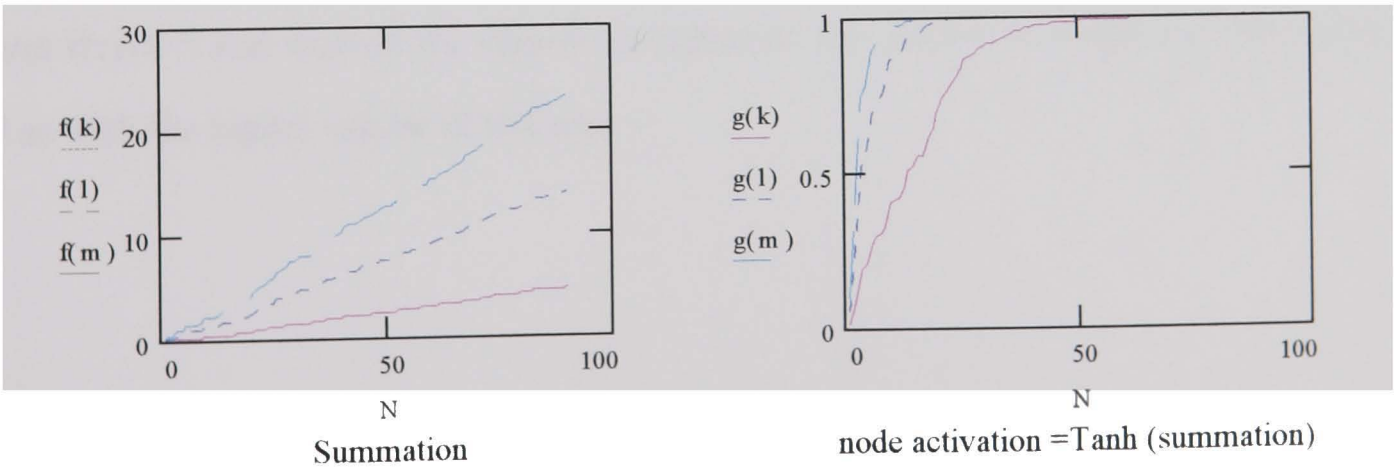 30
20
10
0
f(k)
f(l)
f(m)
0
50
100
N
Summation
1
0.5
0
g(k)
g(l)
g(m)
0
50
100
N
node activation =Tanh (summation)